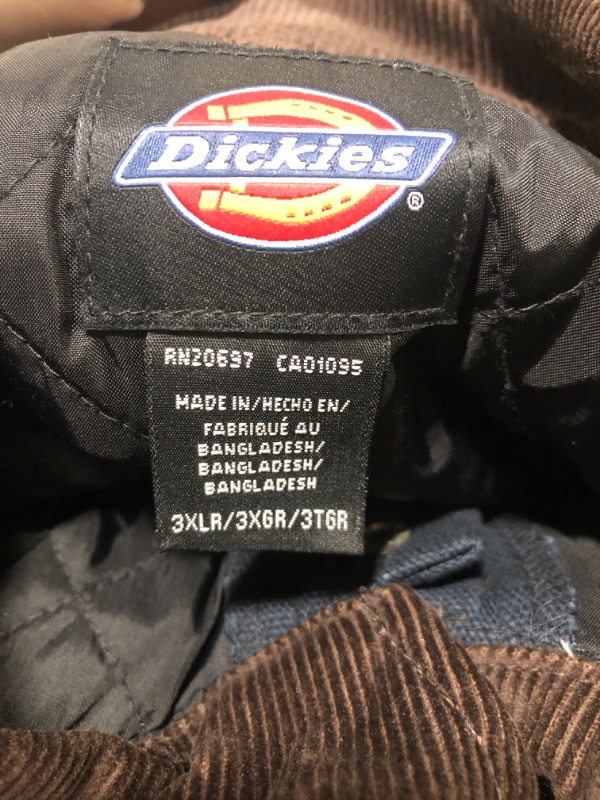 Dickies
®
RN20697 CA01095
MADE IN/HECHO EN/
FABRIQUÉ AU
BANGLADESH/
BANGLADESH/
BANGLADESH
3XLR/3XGR/3TGR